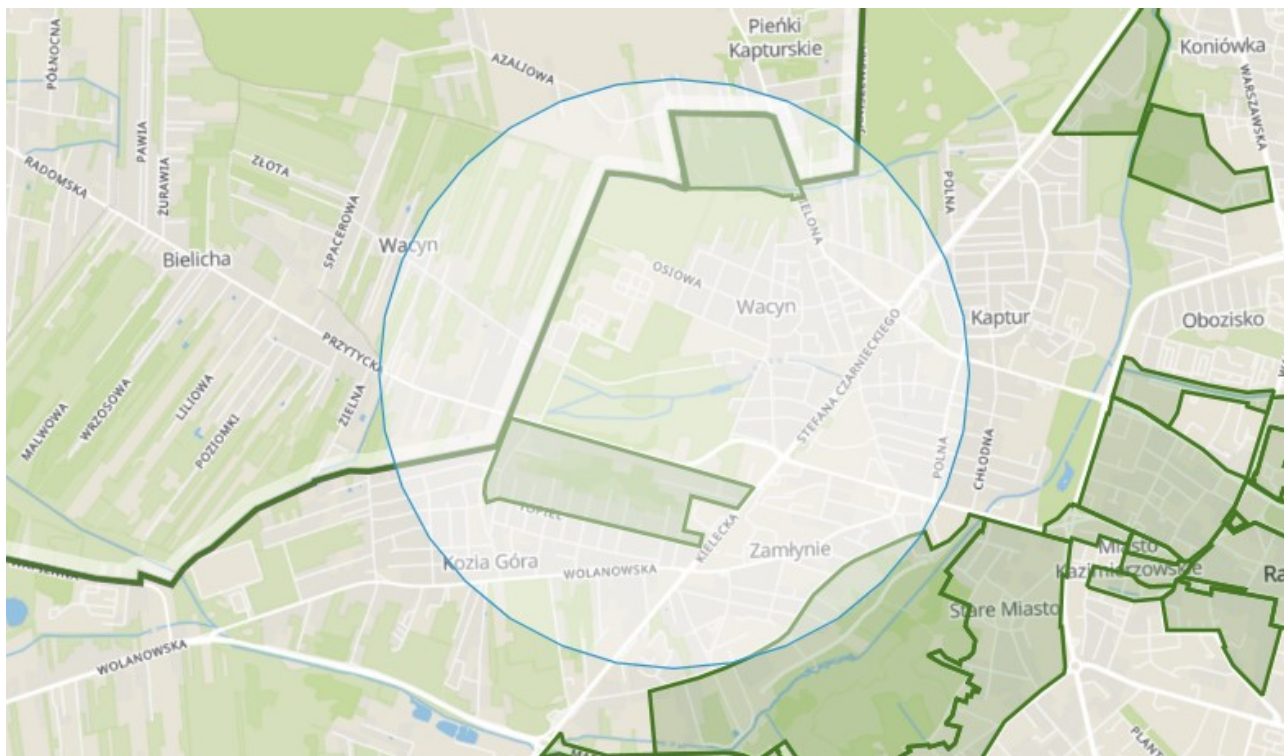 PÓŁNOCNA
Pieńki
Kapturskie
Koniówka
AZALIOWA
WARSZAWSKA
PAWIA
ŻURAWIA
ZŁOTA
RADOMSKA
SPACEROWA
POLNA
Wacyn
Bielicha
OSIOWA
Wacyn
Kaptur
Obozisko
STEFANA CZARNIECKIEGO
PRZYTYCKA
ZIELNA
MALWOWA
WRZOSOWA
LILIOWA
POZIOMKI
POLNA
CHŁODNA
KIELECKA
Kozia Góra
WOLANOWSKA
Zamłynie
Miasto
Kazimierzowskie
Stare Miasto
WOLANOWSKA